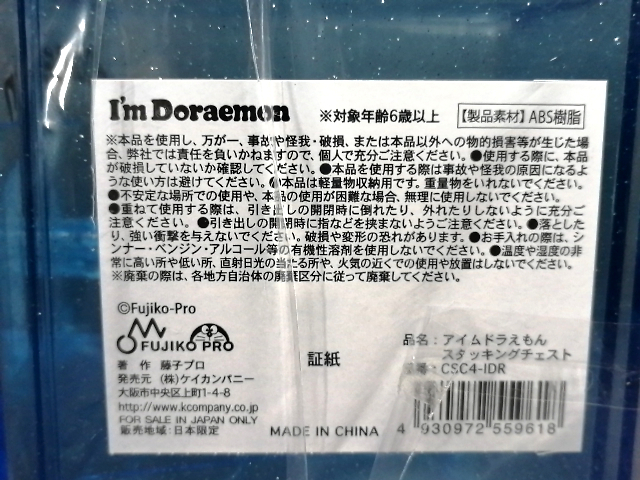 I'm Doraemon ※対象年齢6歳以上 【製品素材】ABS樹脂
※本品を使用し、万が一、事故や怪我・破損、または本品以外への物的損害等が生じた場
合、弊社では責任を負いかねますので、個人で充分ご注意ください。●使用する際に、本品
が破損していないか確認してください。●本品を使用する際は事故や怪我の原因になるよ
うな使い方は避けてください。●本品は軽量物収納用です。重量物をいれないでください。
●不安定な場所での使用や、本品の使用が困難な場合、無理に使用しないでください。
●重ねて使用する際は、引き出しの開閉時に倒れたり、外れたりしないように充分ご
注意ください。●引き出しの開閉時に指などを挟まないようご注意ください。●落とした
り、強い衝撃を与えないでください。破損や変形の恐れがあります。●お手入れの際は、シ
ンナー・ベンジン・アルコール等の有機性溶剤を使用しないでください。●温度や湿度の非
常に高い所や低い所、直射日光の当たる所や、火気の近くでの使用や放置はしないでください。
※廃棄の際は、各地方自治体の廃棄区分に従って廃棄してください。
©Fujiko-Pro
FUJIKO PRO
著 作 藤子プロ
発売元 (株)ケイカンパニー
大阪市中央区上町1-4-8
http://www.kcompany.co.jp
FOR SALE IN JAPAN ONLY
販売地域:日本限定
証紙
MADE IN CHINA
品名:アイムドラえもん
スタッキングチェスト
品番:CSC4-IDR
4 930972 559618